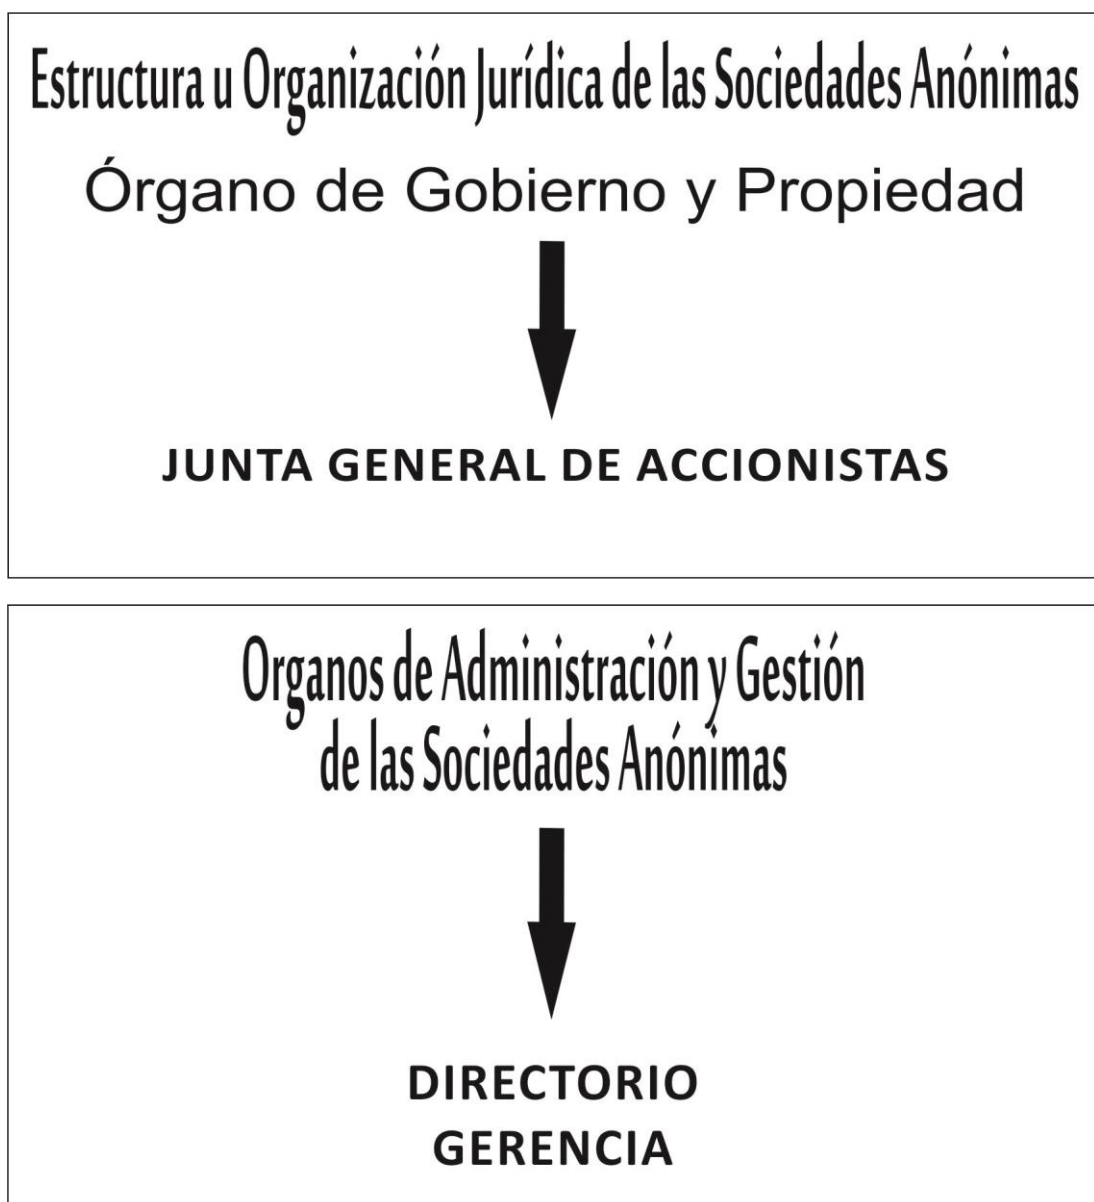 Estructura u Organización Jurídica de las Sociedades Anónimas
Órgano de Gobierno y Propiedad
JUNTA GENERAL DE ACCIONISTAS
Organos de Administración y Gestión
de las Sociedades Anónimas
DIRECTORIO
GERENCIA